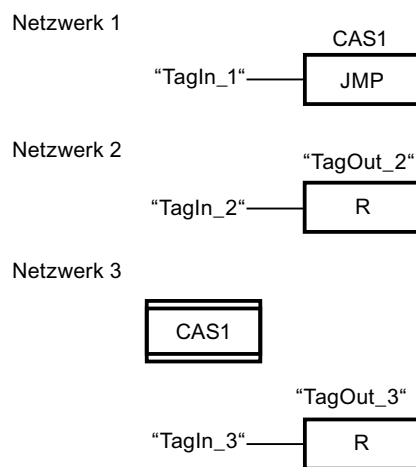 Netzwerk 1
CAS1
“TagIn_1“ JMP
Netzwerk 2
“TagOut_2“
“TagIn_2“ R
Netzwerk 3
CAS1
“TagOut_3“
“TagIn_3“ R